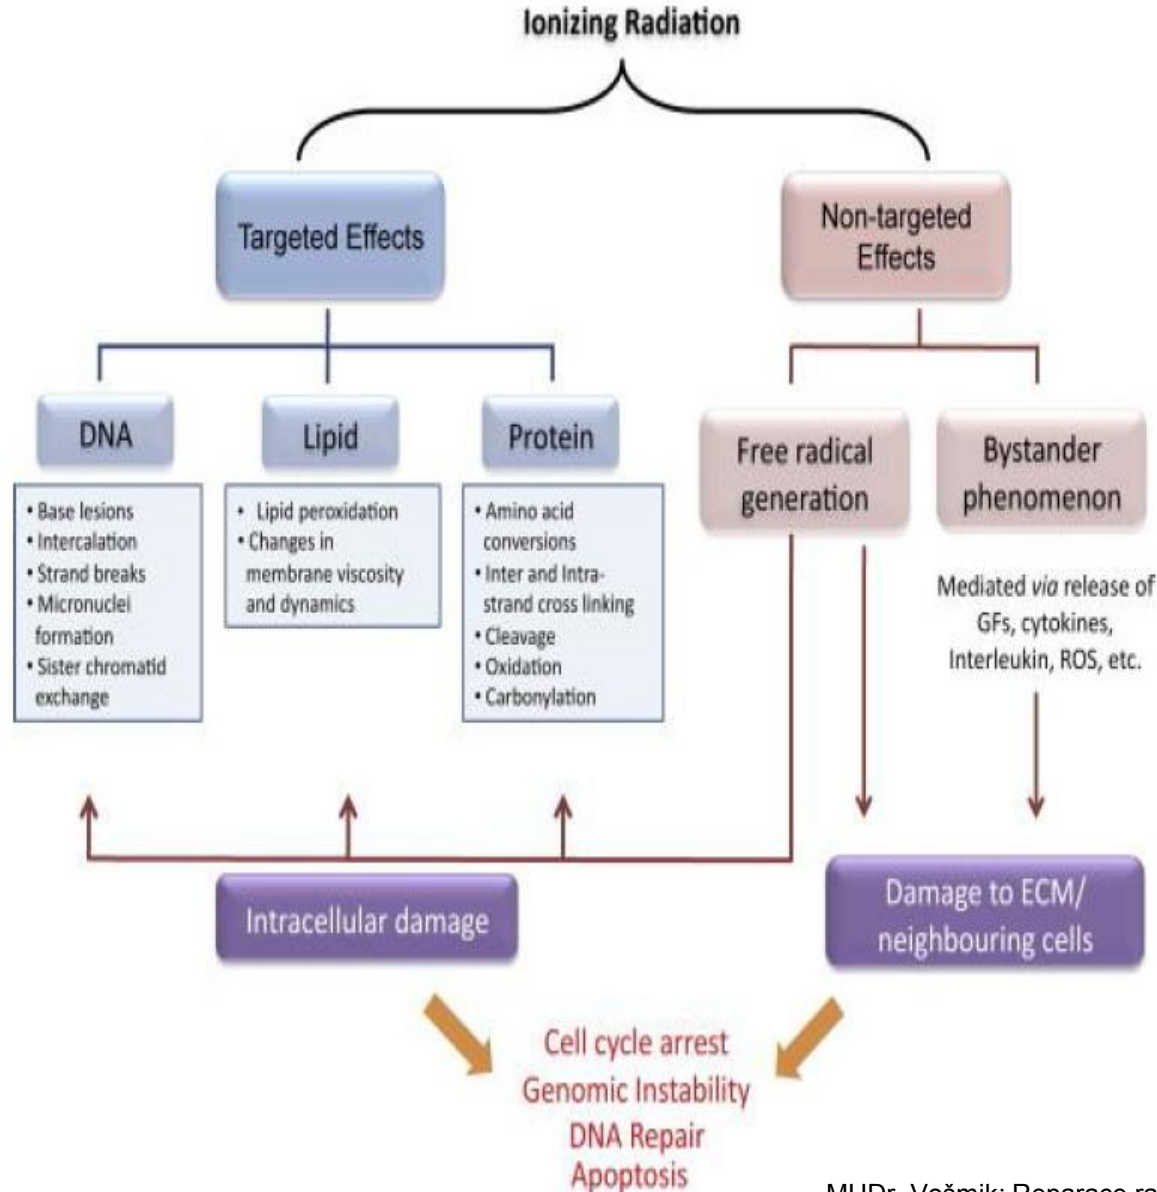 Ionizing Radiation
Targeted Effects
Non-targeted
Effects
DNA
• Base lesions
• Intercalation
• Strand breaks
• Micronuclei
formation
• Sister chromatid
exchange
Lipid
• Lipid peroxidation
• Changes in
membrane viscosity
and dynamics
Protein
• Amino acid
conversions
• Inter and Intra-
strand cross linking
• Cleavage
• Oxidation
• Carbonylation
Free radical
generation
Bystander
phenomenon
Mediated via release of
GFs, cytokines,
Interleukin, ROS, etc.
Intracellular damage
Damage to ECM/
neighbouring cells
Cell cycle arrest
Genomic Instability
DNA Repair
Apoptosis